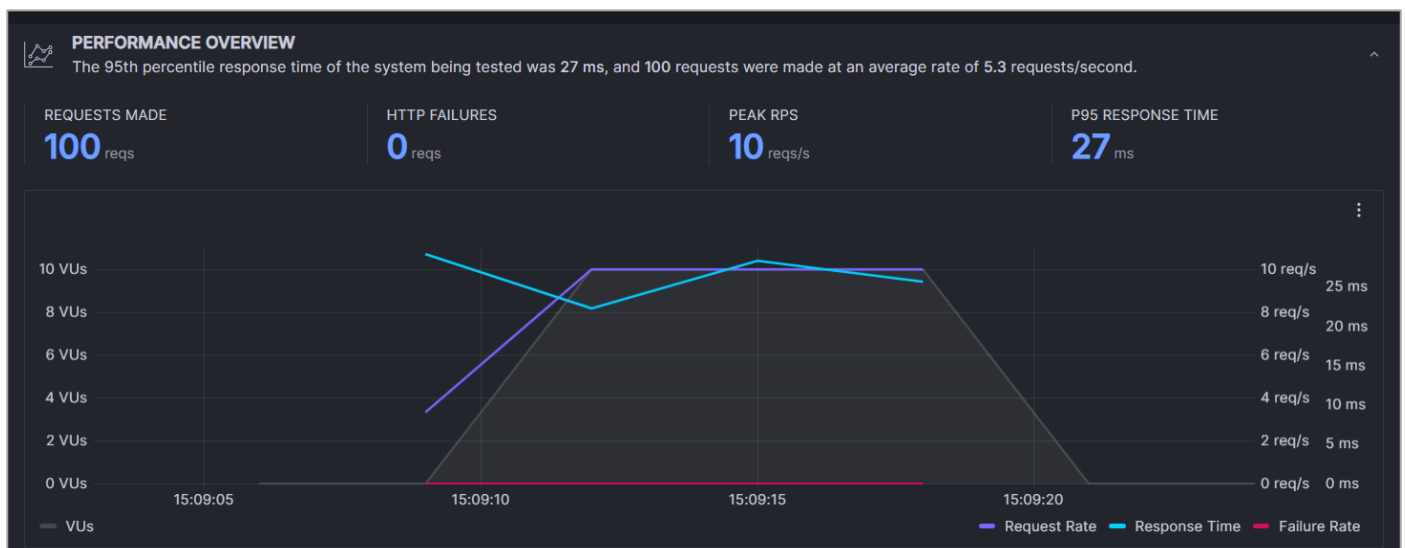 PERFORMANCE OVERVIEW
The 95th percentile response time of the system being tested was 27 ms, and 100 requests were made at an average rate of 5.3 requests/second.
REQUESTS MADE
100 reqs
HTTP FAILURES
0 reqs
PEAK RPS
10 reqs/s
P95 RESPONSE TIME
27 ms
10 VUs
8 VUs
6 VUs
4 VUs
2 VUs
0 VUs
10 req/s
8 req/s
6 req/s
4 req/s
2 req/s
0 req/s
25 ms
20 ms
15 ms
10 ms
5 ms
0 ms
15:09:05
15:09:10
15:09:15
15:09:20
VUs
Request Rate
Response Time
Failure Rate